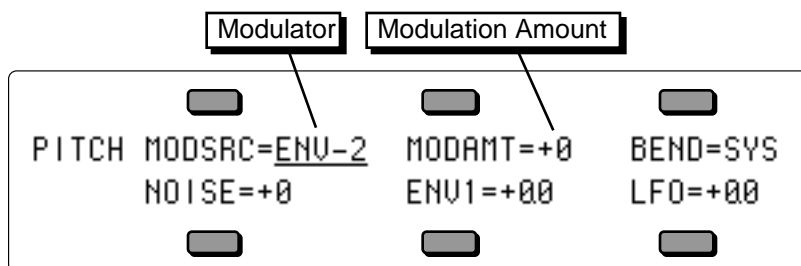 Modulator Modulation Amount
PITCH MODSRC=ENV-2 MODAMT=+0 BEND=SYS
NOISE=+0 ENV1=+00 LFO=+00